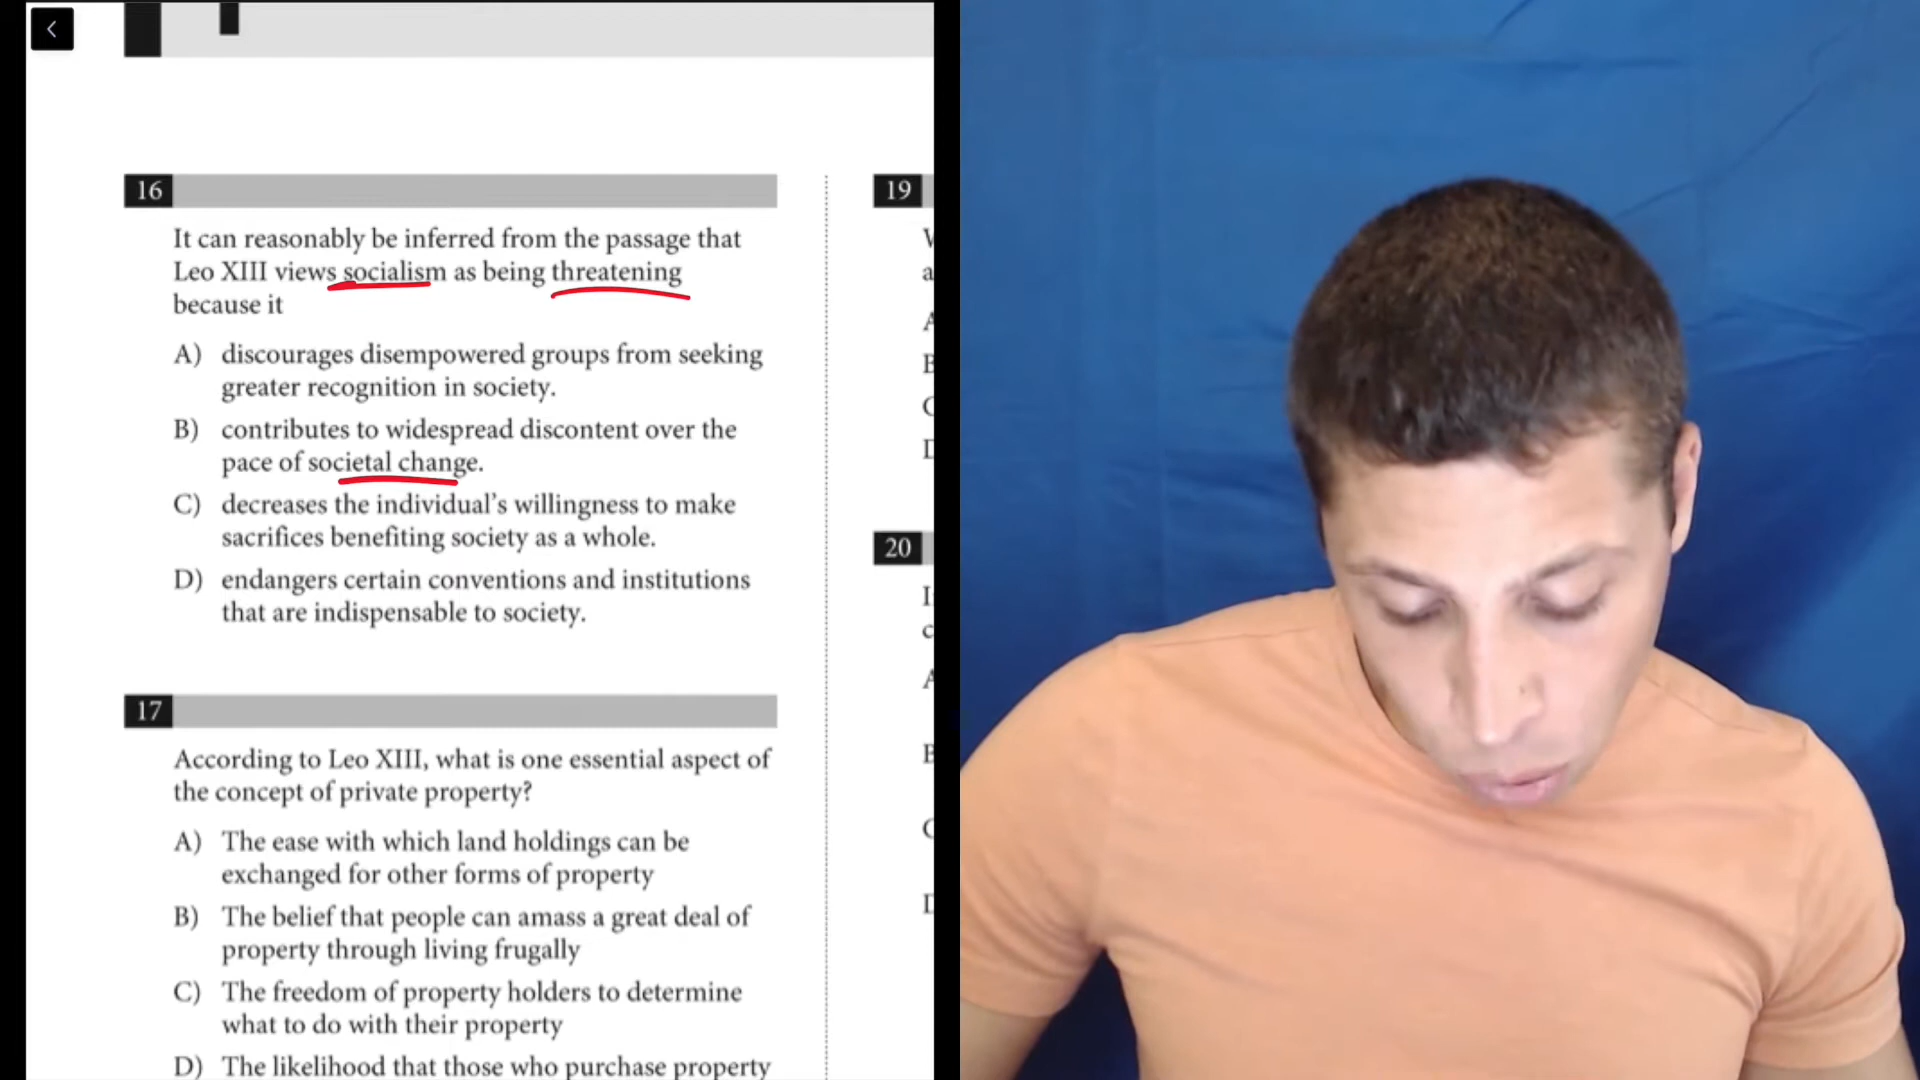 16
It can reasonably be inferred from the passage that
Leo XIII views socialism as being threatening
because it
A) discourages disempowered groups from seeking
greater recognition in society.
B) contributes to widespread discontent over the
pace of societal change.
C) decreases the individual's willingness to make
sacrifices benefiting society as a whole.
D) endangers certain conventions and institutions
that are indispensable to society.
17
According to Leo XIII, what is one essential aspect of
the concept of private property?
A) The ease with which land holdings can be
exchanged for other forms of property
B) The belief that people can amass a great deal of
property through living frugally
C) The freedom of property holders to determine
what to do with their property
D) The likelihood that those who purchase property
19
20